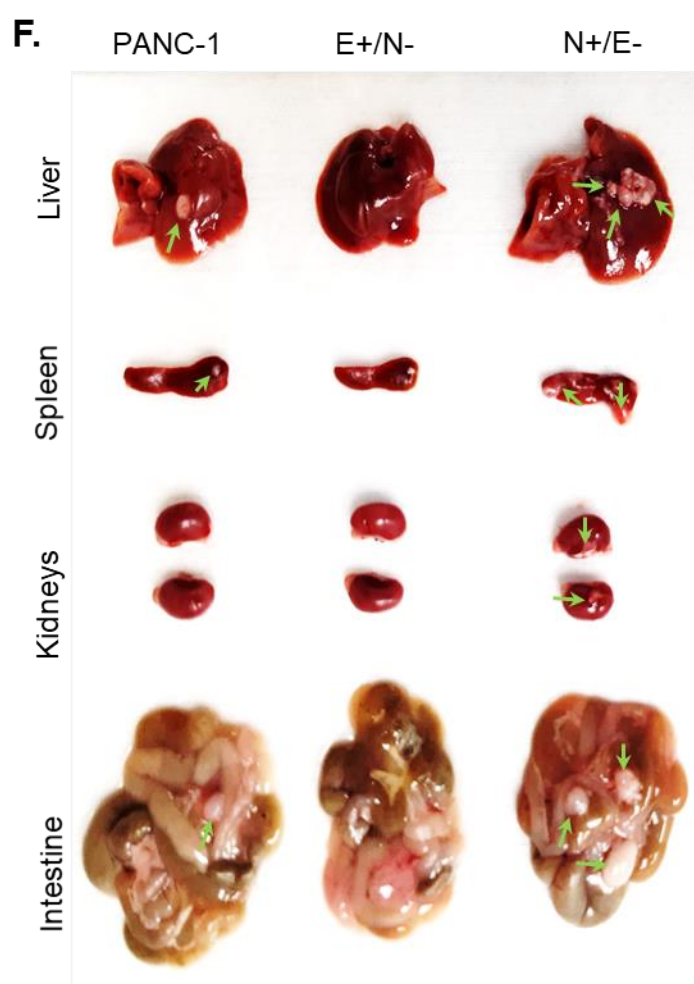 F.
PANC-1 E+/N- N+/E-
Liver
Spleen
Kidneys
Intestine